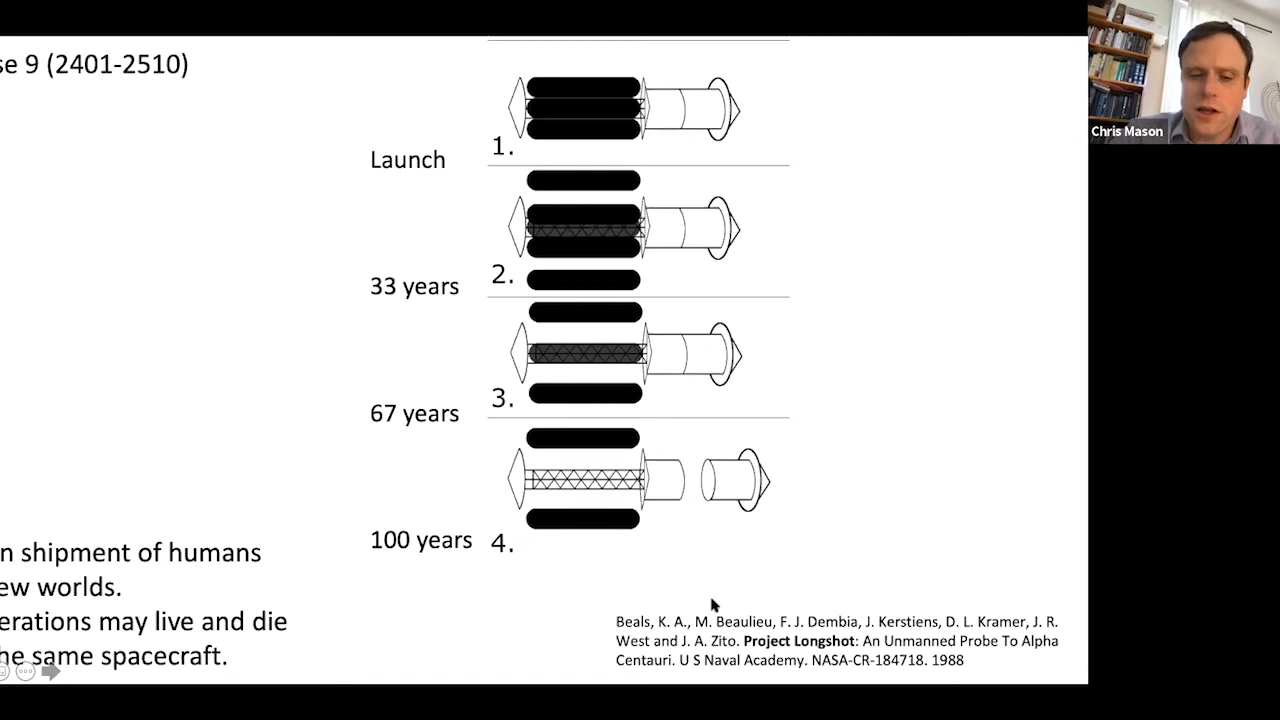 se 9 (2401-2510)
Chris Mason
1.
Launch
2.
33 years
3.
67 years
100 years 4.
n shipment of humans
ew worlds.
erations may live and die
he same spacecraft.
Beals, K. A., M. Beaulieu, F. J. Dembia, J. Kerstiens, D. L. Kramer, J. R.
West and J. A. Zito. Project Longshot: An Unmanned Probe To Alpha
Centauri. U S Naval Academy. NASA-CR-184718. 1988